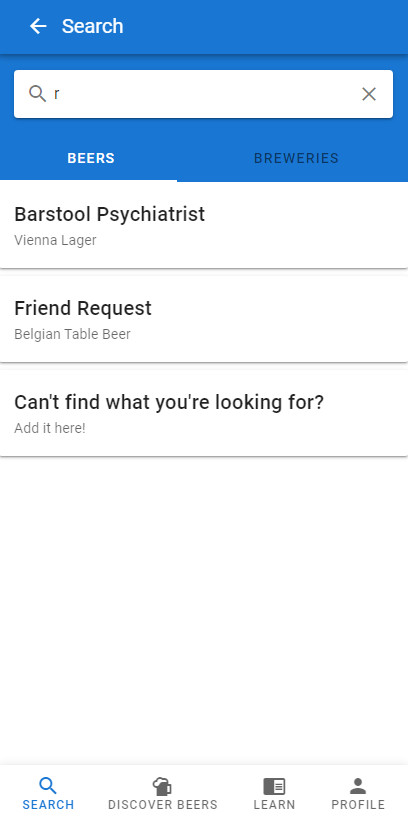 Search
r
BEERS
BREWERIES
Barstool Psychiatrist
Vienna Lager
Friend Request
Belgian Table Beer
Can't find what you're looking for?
Add it here!
SEARCH
DISCOVER BEERS
LEARN
PROFILE